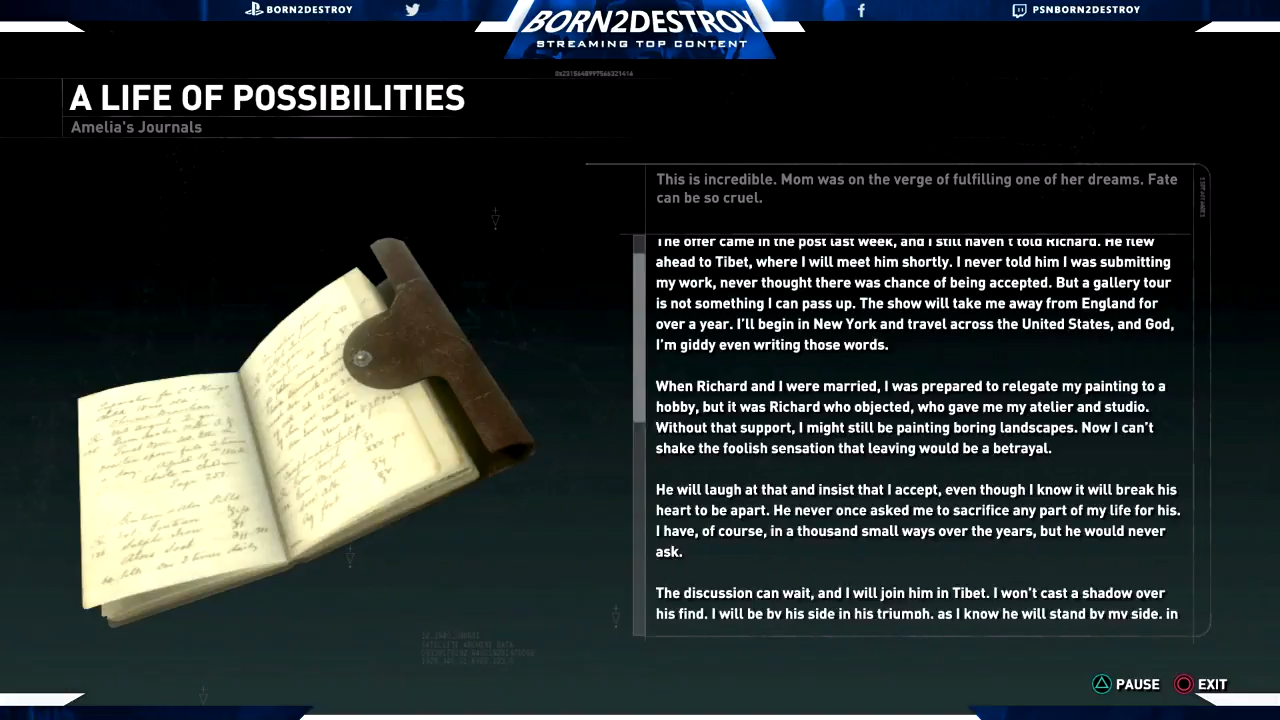 BORN2DESTROY
BORN2DESTROY
STREAMING TOP CONTENT
PSNBORN2DESTROY
A LIFE OF POSSIBILITIES
Amelia's Journals
This is incredible. Mom was on the verge of fulfilling one of her dreams. Fate
can be so cruel.
The offer came in the post last week, and I still haven't told Richard. He flew
ahead to Tibet, where I will meet him shortly. I never told him I was submitting
my work, never thought there was chance of being accepted. But a gallery tour
is not something I can pass up. The show will take me away from England for
over a year. I'll begin in New York and travel across the United States, and God,
I'm giddy even writing those words.
When Richard and I were married, I was prepared to relegate my painting to a
hobby, but it was Richard who objected, who gave me my atelier and studio.
Without that support, I might still be painting boring landscapes. Now I can't
shake the foolish sensation that leaving would be a betrayal.
He will laugh at that and insist that I accept, even though I know it will break his
heart to be apart. He never once asked me to sacrifice any part of my life for his.
I have, of course, in a thousand small ways over the years, but he would never
ask.
The discussion can wait, and I will join him in Tibet. I won't cast a shadow over
his find. I will be by his side in his triumph, as I know he will stand by my side, in
PAUSE
EXIT